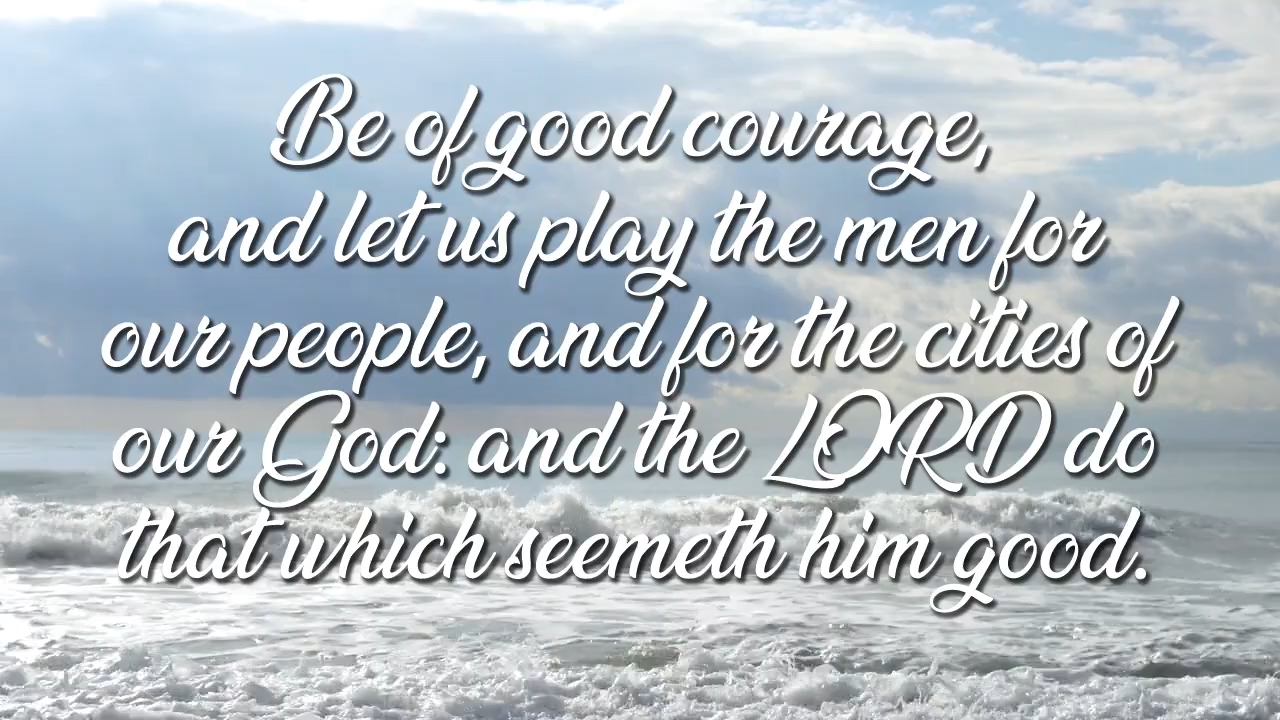 Be of good courage,
and let us play the men for
our people, and for the cities of
our God: and the LORD do
that which seemeth him good.